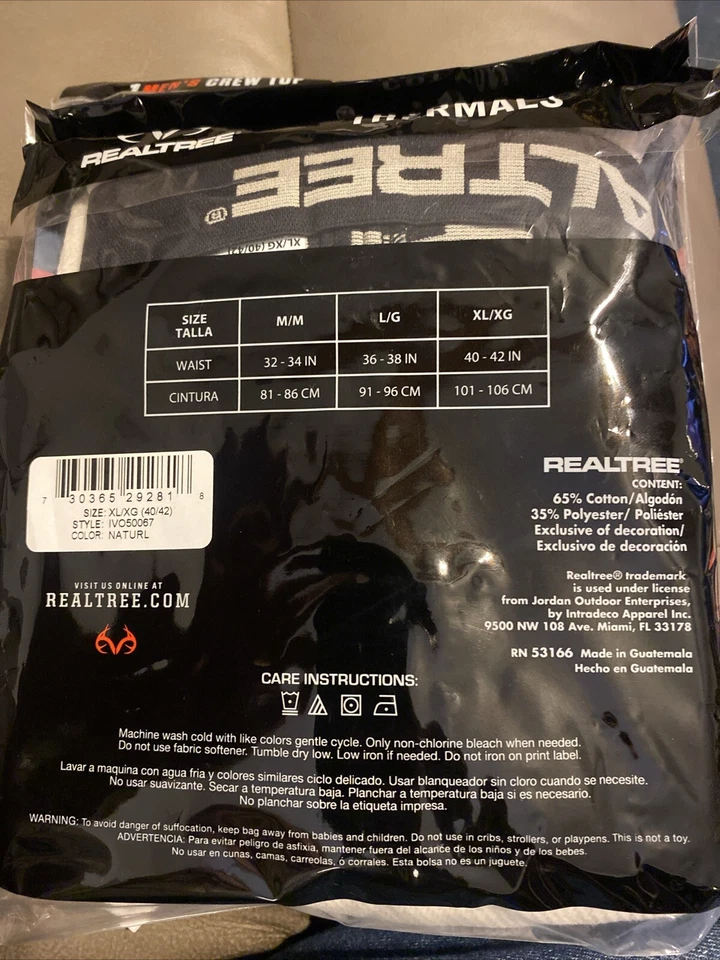 MEN'S CREW TOP
THERMALS
REALTREE
ALTREE
®
XL/XG (40/42)
SIZE TALLA M/M L/G XL/XG
WAIST 32 - 34 IN 36 - 38 IN 40 - 42 IN
CINTURA 81 - 86 CM 91 - 96 CM 101 - 106 CM
7 30365 29281 8
SIZE: XL/XG (40/42)
STYLE: IVO50067
COLOR: NATURL
VISIT US ONLINE AT
REALTREE.COM
REALTREE®
CONTENT:
65% Cotton/Algodón
35% Polyester/ Poliéster
Exclusive of decoration/
Exclusivo de decoración
Realtree® trademark
is used under license
from Jordan Outdoor Enterprises,
by Intradeco Apparel Inc.
9500 NW 108 Ave. Miami, FL 33178
RN 53166 Made in Guatemala
Hecho en Guatemala
CARE INSTRUCTIONS:
Machine wash cold with like colors gentle cycle. Only non-chlorine bleach when needed.
Do not use fabric softener. Tumble dry low. Low iron if needed. Do not iron on print label.
Lavar a maquina con agua fria y colores similares ciclo delicado. Usar blanqueador sin cloro cuando se necesite.
No usar suavizante. Secar a temperatura baja. Planchar a temperatura baja si es necesario.
No planchar sobre la etiqueta impresa.
WARNING: To avoid danger of suffocation, keep bag away from babies and children. Do not use in cribs, strollers, or playpens. This is not a toy.
ADVERTENCIA: Para evitar peligro de asfixia, mantener fuera del alcance de los niños y de los bebes.
No usar en cunas, camas, carreolas, ó corrales. Esta bolsa no es un juguete.